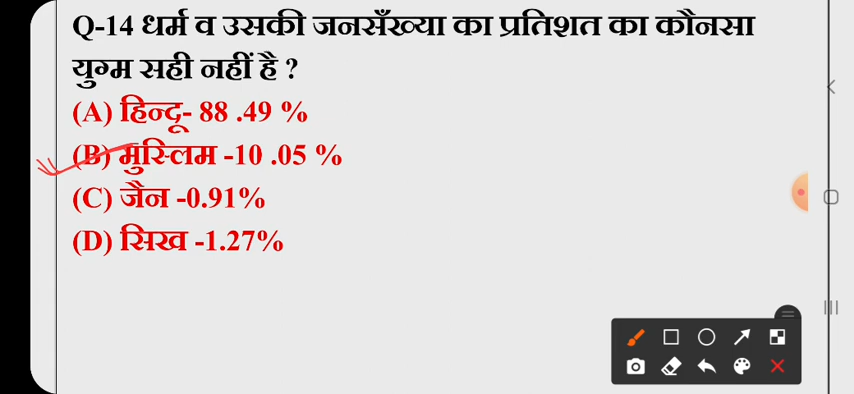 Q-14 धर्म व उसकी जनसँख्या का प्रतिशत का कौनसा
युग्म सही नहीं है ?
(A) हिन्दू- 88 .49 %
(B) मुस्लिम -10 .05 %
(C) जैन -0.91%
(D) सिख -1.27%